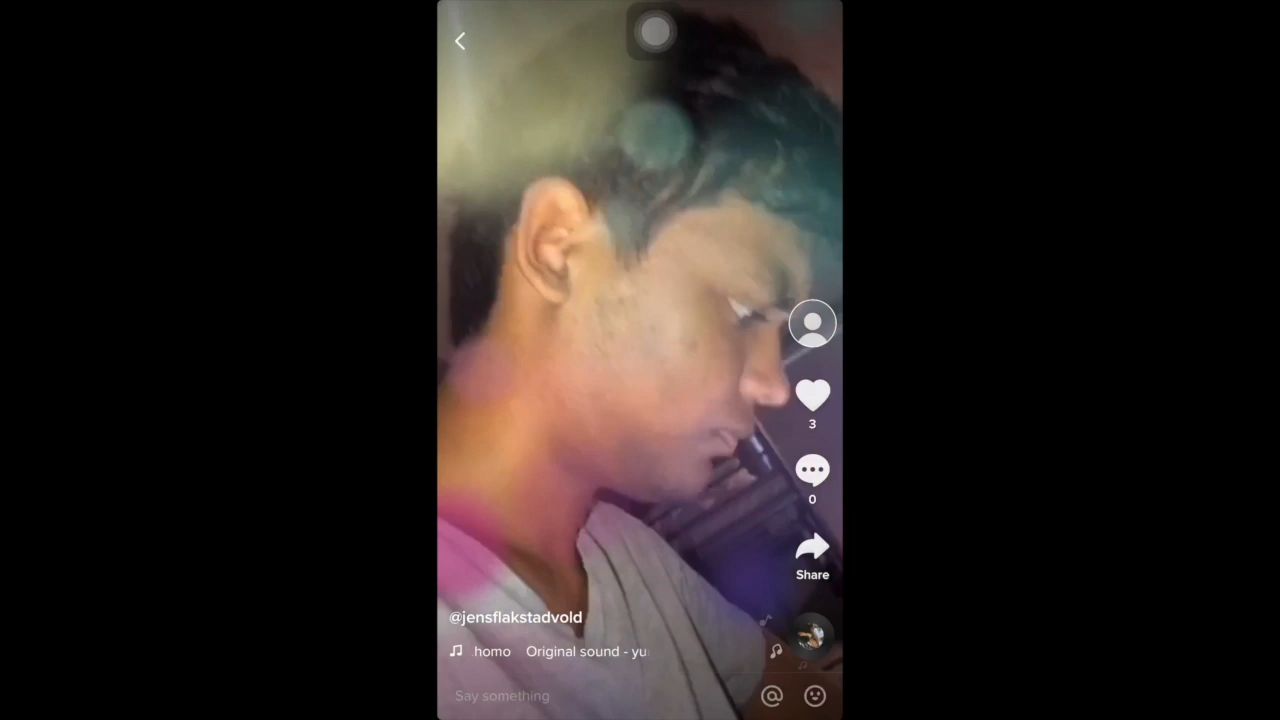 3
0
Share
@jensflakstadvold
homo Original sound - yu
Say something